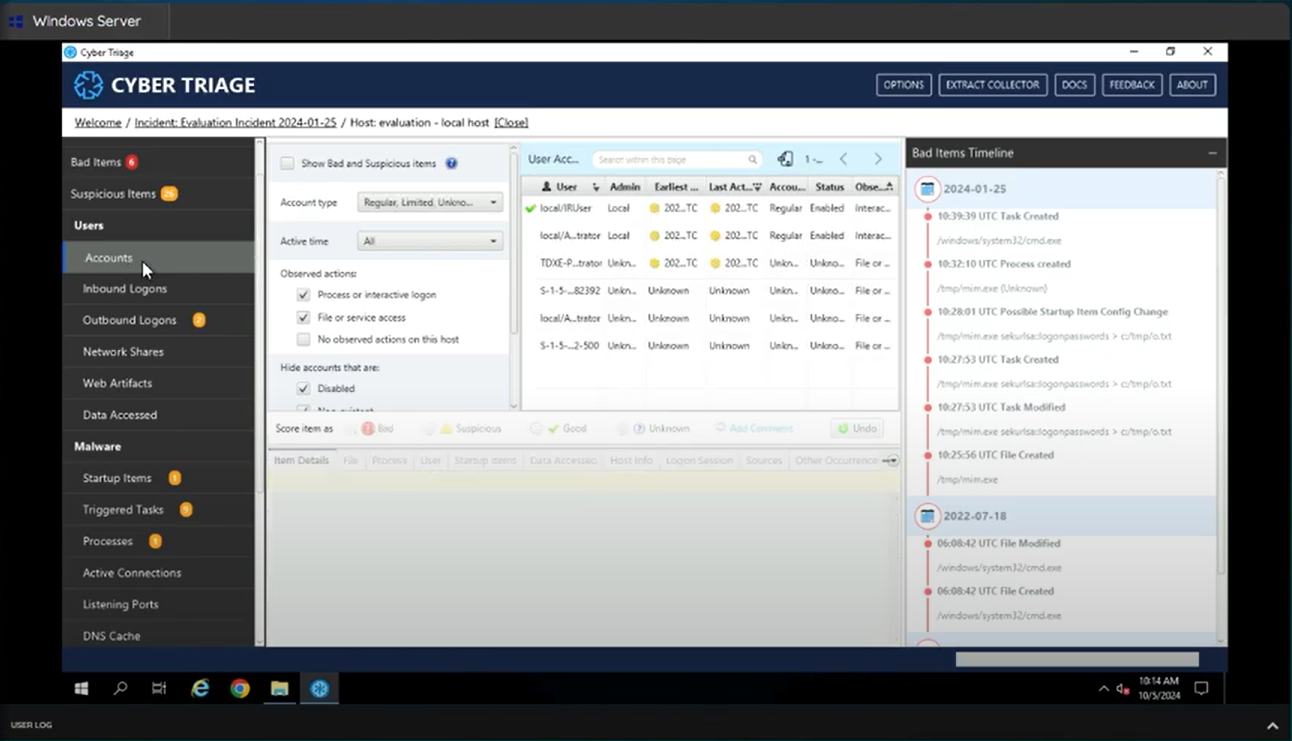 Windows Server
Cyber Triage
CYBER TRIAGE
OPTIONS
EXTRACT COLLECTOR
DOCS
FEEDBACK
ABOUT
Welcome / Incident: Evaluation Incident 2024-01-25 / Host: evaluation - local host [Close]
Bad Items 6
Suspicious Items 26
Users
Accounts
Inbound Logons
Outbound Logons 2
Network Shares
Web Artifacts
Data Accessed
Malware
Startup Items 1
Triggered Tasks 9
Processes 1
Active Connections
Listening Ports
DNS Cache
Show Bad and Suspicious items ?
Account type Regular, Limited, Unkno...
Active time All
Observed actions:
Process or interactive logon
File or service access
No observed actions on this host
Hide accounts that are:
Disabled
User Acc... Search within this page 1 -...
User Admin Earliest ... Last Act... Accou... Status Obse...
local/IRUser Local 202...TC 202...TC Regular Enabled Interac...
local/A...trator Local 202...TC 202...TC Regular Enabled Interac...
TDXE-P...trator Unkn... 202...TC 202...TC Unkno... Unkno... File or ...
S-1-5-...82392 Unkn... Unknown Unknown Unkn... Unkno... File or ...
local/A...trator Unkn... Unknown Unknown Unkn... Unkno... File or ...
S-1-5-...2-500 Unkn... Unknown Unknown Unkn... Unkno... File or ...
Score item as Bad Suspicious Good Unknown Add Comment Undo
Item Details File Process User Startup Items Data Accessed Host Info Logon Session Sources Other Occurrence
Bad Items Timeline
2024-01-25
10:39:39 UTC Task Created
/windows/system32/cmd.exe
10:32:10 UTC Process created
/tmp/mim.exe (Unknown)
10:28:01 UTC Possible Startup Item Config Change
/tmp/mim.exe sekurlsa:logonpasswords > c:/tmp/o.txt
10:27:53 UTC Task Created
/tmp/mim.exe sekurlsa::logonpasswords > c:/tmp/o.txt
10:27:53 UTC Task Modified
/tmp/mim.exe sekurlsa::logonpasswords > c:/tmp/o.txt
10:25:56 UTC File Created
/tmp/mim.exe
2022-07-18
06:08:42 UTC File Modified
/windows/system32/cmd.exe
06:08:42 UTC File Created
/windows/system32/cmd.exe
10:14 AM
10/5/2024
USER LOG